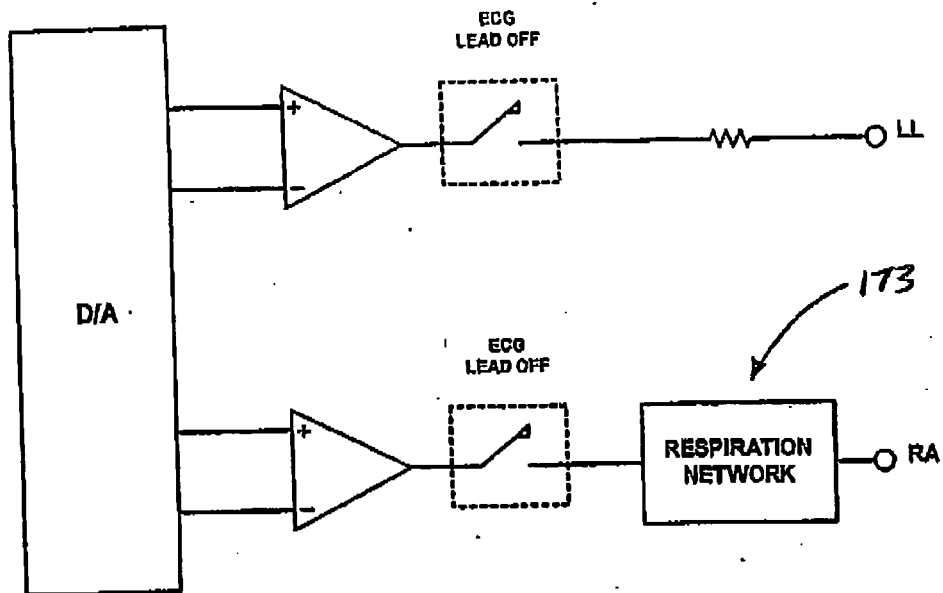 ECG
LEAD OFF
+
-
LL
D/A
173
ECG
LEAD OFF
+
-
RESPIRATION
NETWORK
RA